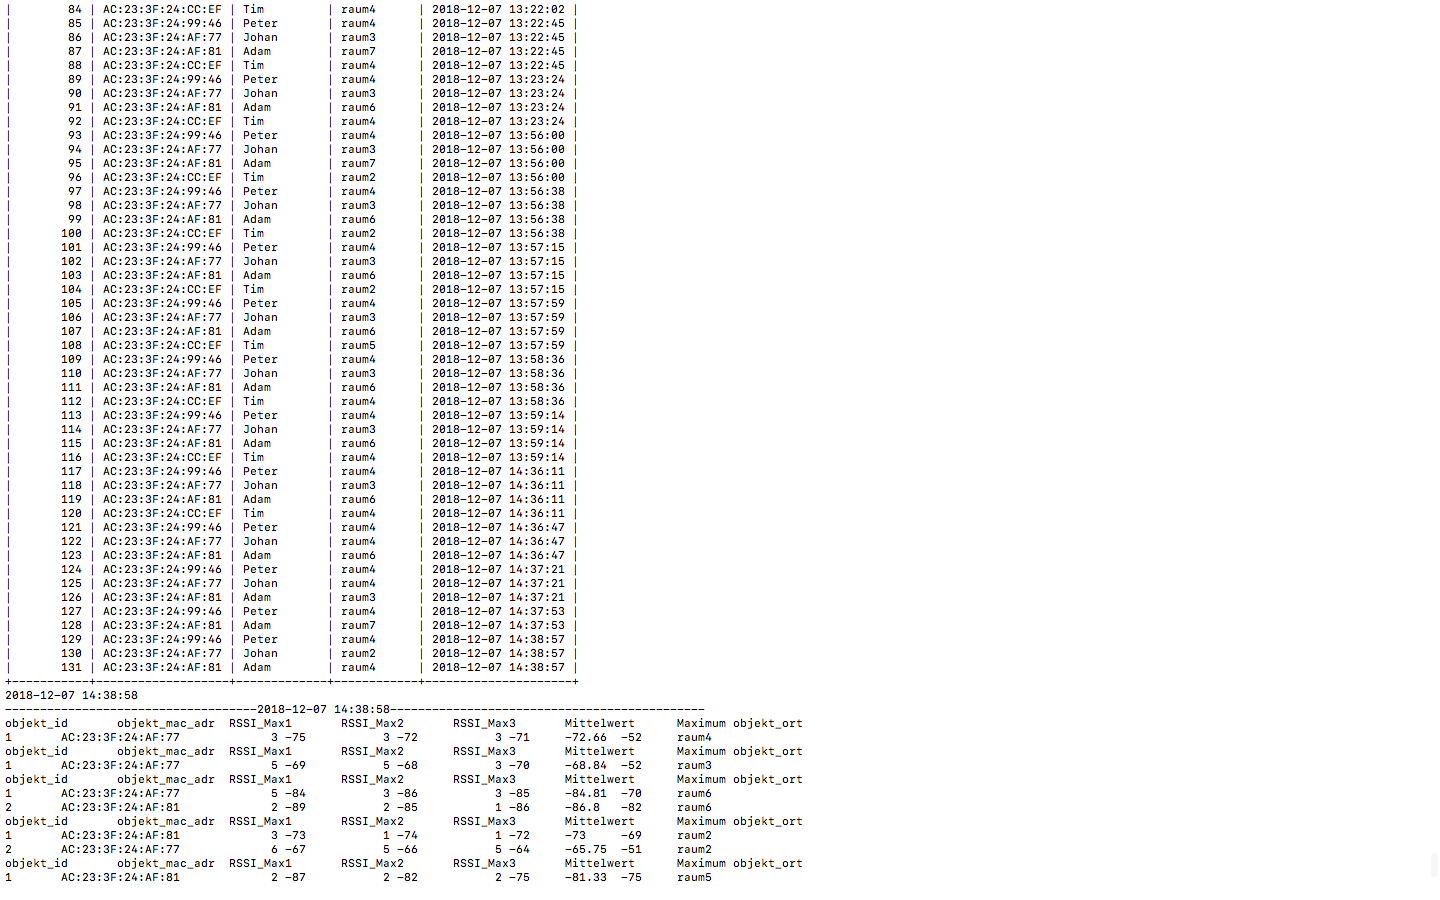 |        84 | AC:23:3F:24:CC:EF | Tim         | raum4      | 2018-12-07 13:22:02 |
|        85 | AC:23:3F:24:99:46 | Peter       | raum4      | 2018-12-07 13:22:45 |
|        86 | AC:23:3F:24:AF:77 | Johan       | raum3      | 2018-12-07 13:22:45 |
|        87 | AC:23:3F:24:AF:81 | Adam        | raum7      | 2018-12-07 13:22:45 |
|        88 | AC:23:3F:24:CC:EF | Tim         | raum4      | 2018-12-07 13:22:45 |
|        89 | AC:23:3F:24:99:46 | Peter       | raum4      | 2018-12-07 13:23:24 |
|        90 | AC:23:3F:24:AF:77 | Johan       | raum3      | 2018-12-07 13:23:24 |
|        91 | AC:23:3F:24:AF:81 | Adam        | raum6      | 2018-12-07 13:23:24 |
|        92 | AC:23:3F:24:CC:EF | Tim         | raum4      | 2018-12-07 13:23:24 |
|        93 | AC:23:3F:24:99:46 | Peter       | raum4      | 2018-12-07 13:56:00 |
|        94 | AC:23:3F:24:AF:77 | Johan       | raum3      | 2018-12-07 13:56:00 |
|        95 | AC:23:3F:24:AF:81 | Adam        | raum7      | 2018-12-07 13:56:00 |
|        96 | AC:23:3F:24:CC:EF | Tim         | raum2      | 2018-12-07 13:56:00 |
|        97 | AC:23:3F:24:99:46 | Peter       | raum4      | 2018-12-07 13:56:38 |
|        98 | AC:23:3F:24:AF:77 | Johan       | raum3      | 2018-12-07 13:56:38 |
|        99 | AC:23:3F:24:AF:81 | Adam        | raum6      | 2018-12-07 13:56:38 |
|       100 | AC:23:3F:24:CC:EF | Tim         | raum2      | 2018-12-07 13:56:38 |
|       101 | AC:23:3F:24:99:46 | Peter       | raum4      | 2018-12-07 13:57:15 |
|       102 | AC:23:3F:24:AF:77 | Johan       | raum3      | 2018-12-07 13:57:15 |
|       103 | AC:23:3F:24:AF:81 | Adam        | raum6      | 2018-12-07 13:57:15 |
|       104 | AC:23:3F:24:CC:EF | Tim         | raum2      | 2018-12-07 13:57:15 |
|       105 | AC:23:3F:24:99:46 | Peter       | raum4      | 2018-12-07 13:57:59 |
|       106 | AC:23:3F:24:AF:77 | Johan       | raum3      | 2018-12-07 13:57:59 |
|       107 | AC:23:3F:24:AF:81 | Adam        | raum6      | 2018-12-07 13:57:59 |
|       108 | AC:23:3F:24:CC:EF | Tim         | raum5      | 2018-12-07 13:57:59 |
|       109 | AC:23:3F:24:99:46 | Peter       | raum4      | 2018-12-07 13:58:36 |
|       110 | AC:23:3F:24:AF:77 | Johan       | raum3      | 2018-12-07 13:58:36 |
|       111 | AC:23:3F:24:AF:81 | Adam        | raum6      | 2018-12-07 13:58:36 |
|       112 | AC:23:3F:24:CC:EF | Tim         | raum4      | 2018-12-07 13:58:36 |
|       113 | AC:23:3F:24:99:46 | Peter       | raum4      | 2018-12-07 13:59:14 |
|       114 | AC:23:3F:24:AF:77 | Johan       | raum3      | 2018-12-07 13:59:14 |
|       115 | AC:23:3F:24:AF:81 | Adam        | raum6      | 2018-12-07 13:59:14 |
|       116 | AC:23:3F:24:CC:EF | Tim         | raum4      | 2018-12-07 13:59:14 |
|       117 | AC:23:3F:24:99:46 | Peter       | raum4      | 2018-12-07 14:36:11 |
|       118 | AC:23:3F:24:AF:77 | Johan       | raum3      | 2018-12-07 14:36:11 |
|       119 | AC:23:3F:24:AF:81 | Adam        | raum6      | 2018-12-07 14:36:11 |
|       120 | AC:23:3F:24:CC:EF | Tim         | raum4      | 2018-12-07 14:36:11 |
|       121 | AC:23:3F:24:99:46 | Peter       | raum4      | 2018-12-07 14:36:47 |
|       122 | AC:23:3F:24:AF:77 | Johan       | raum4      | 2018-12-07 14:36:47 |
|       123 | AC:23:3F:24:AF:81 | Adam        | raum6      | 2018-12-07 14:36:47 |
|       124 | AC:23:3F:24:99:46 | Peter       | raum4      | 2018-12-07 14:37:21 |
|       125 | AC:23:3F:24:AF:77 | Johan       | raum4      | 2018-12-07 14:37:21 |
|       126 | AC:23:3F:24:AF:81 | Adam        | raum3      | 2018-12-07 14:37:21 |
|       127 | AC:23:3F:24:99:46 | Peter       | raum4      | 2018-12-07 14:37:53 |
|       128 | AC:23:3F:24:AF:81 | Adam        | raum7      | 2018-12-07 14:37:53 |
|       129 | AC:23:3F:24:99:46 | Peter       | raum4      | 2018-12-07 14:38:57 |
|       130 | AC:23:3F:24:AF:77 | Johan       | raum2      | 2018-12-07 14:38:57 |
|       131 | AC:23:3F:24:AF:81 | Adam        | raum4      | 2018-12-07 14:38:57 |
+-----------+-------------------+-------------+------------+---------------------+
2018-12-07 14:38:58
------------------------------------2018-12-07 14:38:58---------------------------------------------
objekt_id       objekt_mac_adr  RSSI_Max1       RSSI_Max2       RSSI_Max3       Mittelwert      Maximum objekt_ort
1       AC:23:3F:24:AF:77             3 -75           3 -72           3 -71     -72.66  -52     raum4
objekt_id       objekt_mac_adr  RSSI_Max1       RSSI_Max2       RSSI_Max3       Mittelwert      Maximum objekt_ort
1       AC:23:3F:24:AF:77             5 -69           5 -68           3 -70     -68.84  -52     raum3
objekt_id       objekt_mac_adr  RSSI_Max1       RSSI_Max2       RSSI_Max3       Mittelwert      Maximum objekt_ort
1       AC:23:3F:24:AF:77             5 -84           3 -86           3 -85     -84.81  -70     raum6
2       AC:23:3F:24:AF:81             2 -89           2 -85           1 -86     -86.8   -82     raum6
objekt_id       objekt_mac_adr  RSSI_Max1       RSSI_Max2       RSSI_Max3       Mittelwert      Maximum objekt_ort
1       AC:23:3F:24:AF:81             3 -73           1 -74           1 -72     -73     -69     raum2
2       AC:23:3F:24:AF:77             6 -67           5 -66           5 -64     -65.75  -51     raum2
objekt_id       objekt_mac_adr  RSSI_Max1       RSSI_Max2       RSSI_Max3       Mittelwert      Maximum objekt_ort
1       AC:23:3F:24:AF:81             2 -87           2 -82           2 -75     -81.33  -75     raum5